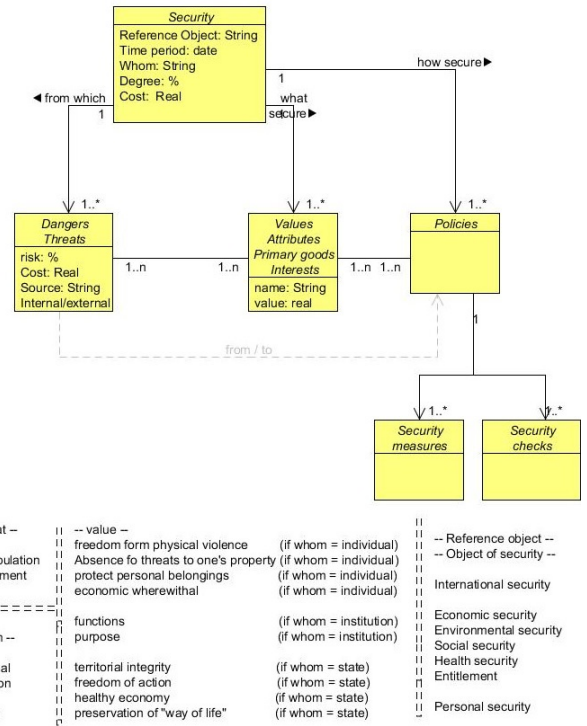 Security
Reference Object: String
Time period: date
Whom: String
Degree: %
Cost: Real
how secure
1
from which
1
what
secure
1
1..*
1..*
1..*
Dangers
Threats
risk: %
Cost: Real
Source: String
Internal/external
1..n
1..n
Values
Attributes
Primary goods
Interests
name: String
value: real
1..n 1..n
Policies
from / to
1
1..*
1..*
Security
measures
Security
checks
-- value --
freedom form physical violence (if whom = individual)
Absence fo threats to one's property (if whom = individual)
protect personal belongings (if whom = individual)
economic wherewithal (if whom = individual)
functions (if whom = institution)
purpose (if whom = institution)
territorial integrity (if whom = state)
freedom of action (if whom = state)
healthy economy (if whom = state)
preservation of "way of life" (if whom = state)
-- Reference object --
-- Object of security --
International security
Economic security
Environmental security
Social security
Health security
Entitlement
Personal security